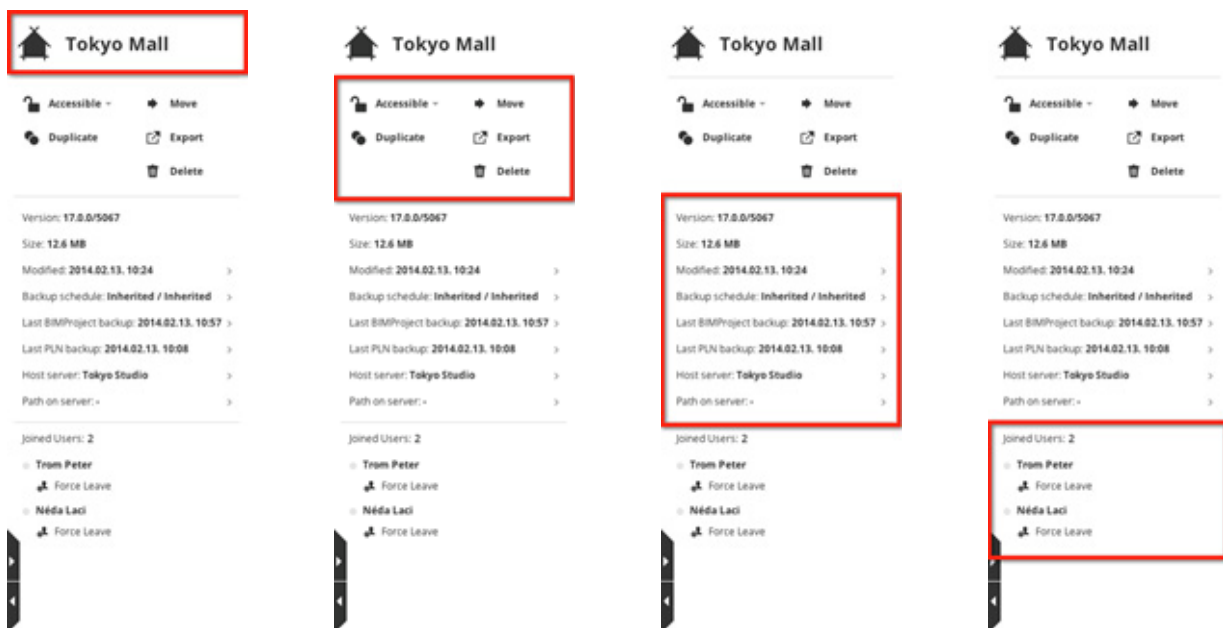 Tokyo Mall
Accessible
Move
Duplicate
Export
Delete
Version: 17.0.0/5067
Size: 12.6 MB
Modified: 2014.02.13. 10:24
Backup schedule: Inherited / Inherited
Last BIMProject backup: 2014.02.13. 10:57
Last PLN backup: 2014.02.13. 10:08
Host server: Tokyo Studio
Path on server: -
Joined Users: 2
Trom Peter
Force Leave
Néda Laci
Force Leave
Tokyo Mall
Accessible
Move
Duplicate
Export
Delete
Version: 17.0.0/5067
Size: 12.6 MB
Modified: 2014.02.13. 10:24
Backup schedule: Inherited / Inherited
Last BIMProject backup: 2014.02.13. 10:57
Last PLN backup: 2014.02.13. 10:08
Host server: Tokyo Studio
Path on server: -
Joined Users: 2
Trom Peter
Force Leave
Néda Laci
Force Leave
Tokyo Mall
Accessible
Move
Duplicate
Export
Delete
Version: 17.0.0/5067
Size: 12.6 MB
Modified: 2014.02.13. 10:24
Backup schedule: Inherited / Inherited
Last BIMProject backup: 2014.02.13. 10:57
Last PLN backup: 2014.02.13. 10:08
Host server: Tokyo Studio
Path on server: -
Joined Users: 2
Trom Peter
Force Leave
Néda Laci
Force Leave
Tokyo Mall
Accessible
Move
Duplicate
Export
Delete
Version: 17.0.0/5067
Size: 12.6 MB
Modified: 2014.02.13. 10:24
Backup schedule: Inherited / Inherited
Last BIMProject backup: 2014.02.13. 10:57
Last PLN backup: 2014.02.13. 10:08
Host server: Tokyo Studio
Path on server: -
Joined Users: 2
Trom Peter
Force Leave
Néda Laci
Force Leave